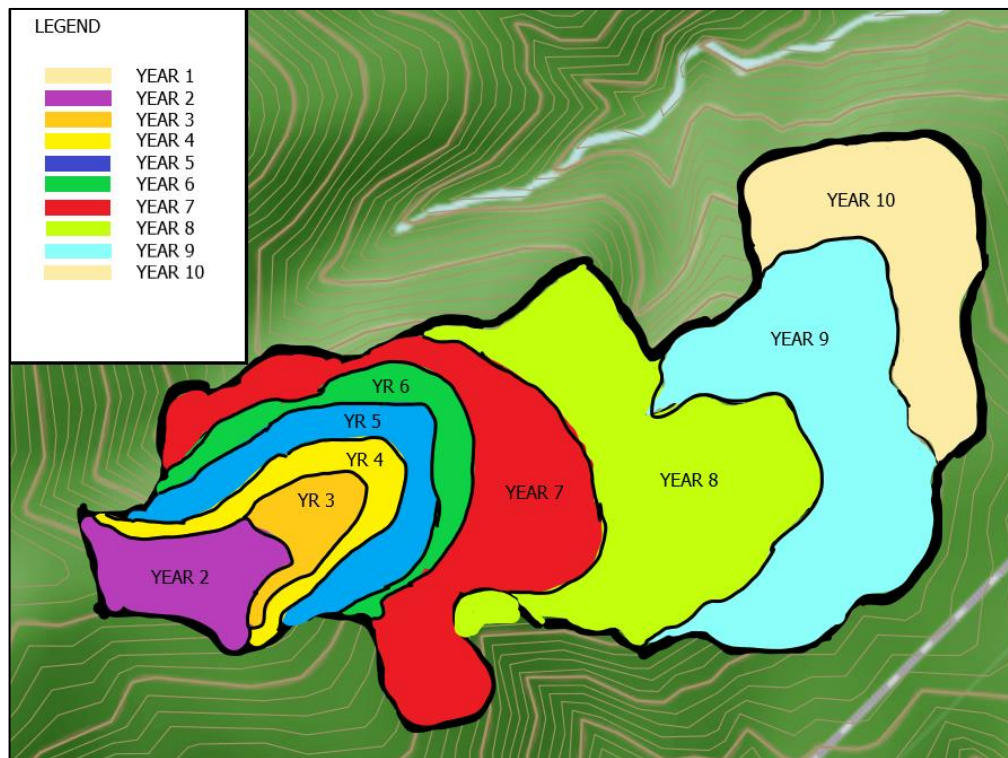 LEGEND
YEAR 1
YEAR 2
YEAR 3
YEAR 4
YEAR 5
YEAR 6
YEAR 7
YEAR 8
YEAR 9
YEAR 10
YEAR 10
YEAR 9
YR 6
YR 5
YR 4
YR 3
YEAR 7
YEAR 8
YEAR 2